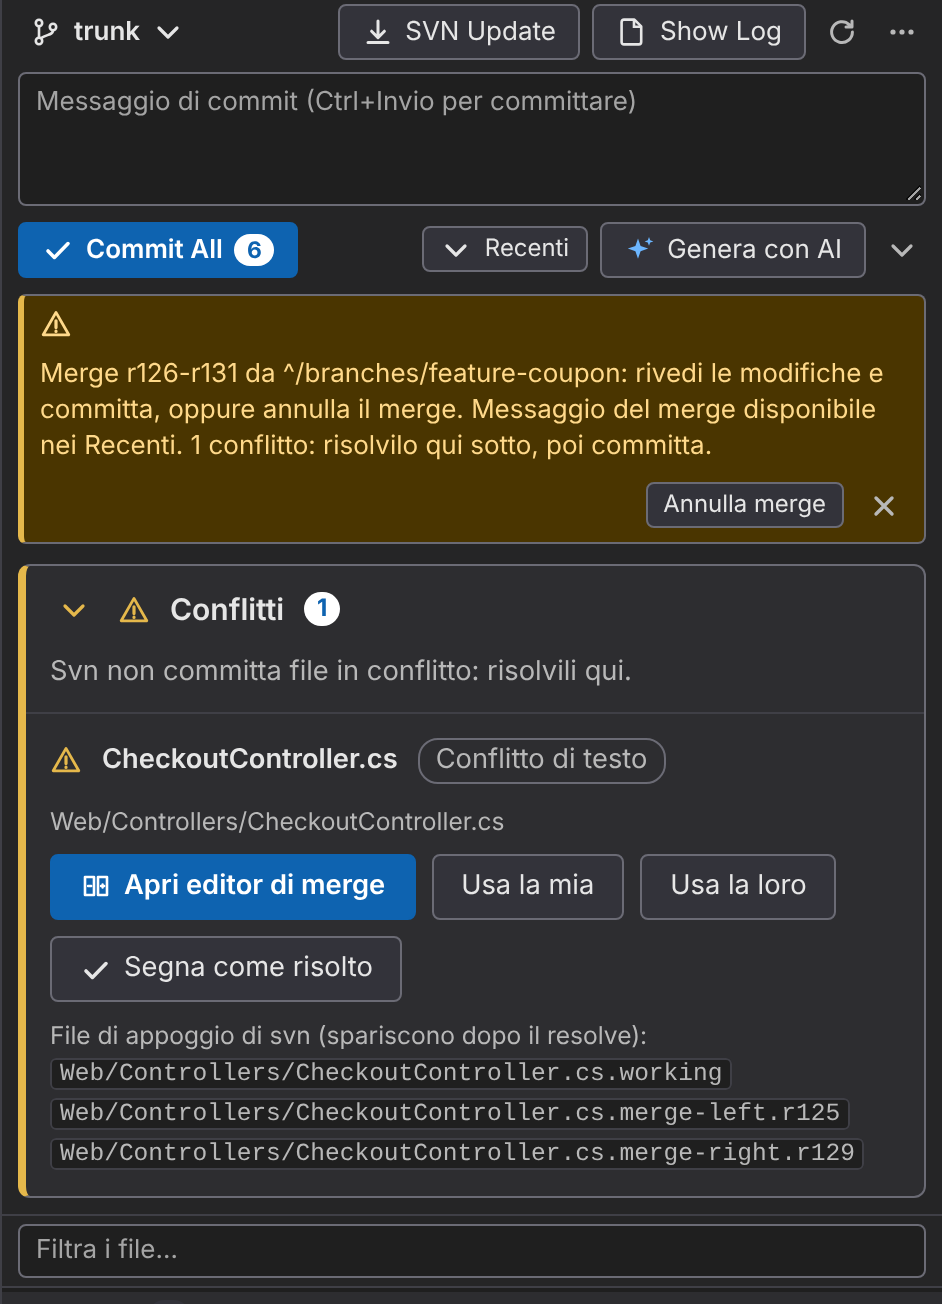 trunk
SVN Update
Show Log
Messaggio di commit (Ctrl+Invio per committare)
Commit All 6
Recenti
Genera con AI
Merge r126-r131 da ^/branches/feature-coupon: rivedi le modifiche e
committa, oppure annulla il merge. Messaggio del merge disponibile
nei Recenti. 1 conflitto: risolvilo qui sotto, poi committa.
Annulla merge
Conflitti 1
Svn non committa file in conflitto: risolvili qui.
CheckoutController.cs Conflitto di testo
Web/Controllers/CheckoutController.cs
Apri editor di merge
Usa la mia
Usa la loro
Segna come risolto
File di appoggio di svn (spariscono dopo il resolve):
Web/Controllers/CheckoutController.cs.working
Web/Controllers/CheckoutController.cs.merge-left.r125
Web/Controllers/CheckoutController.cs.merge-right.r129
Filtra i file...